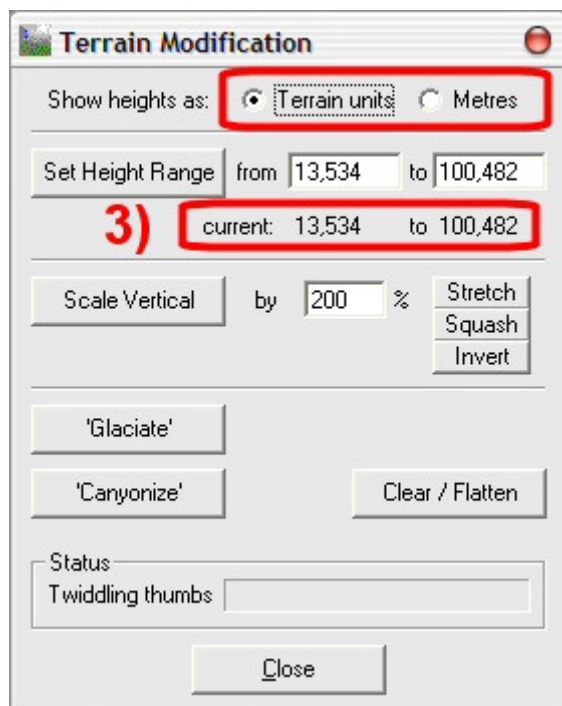 Terrain Modification
Show heights as: Terrain units Metres
Set Height Range from 13,534 to 100,482
3) current: 13,534 to 100,482
Scale Vertical by 200 % Stretch
Squash
Invert
'Glaciate'
'Canyonize' Clear / Flatten
Status
Twiddling thumbs
Close